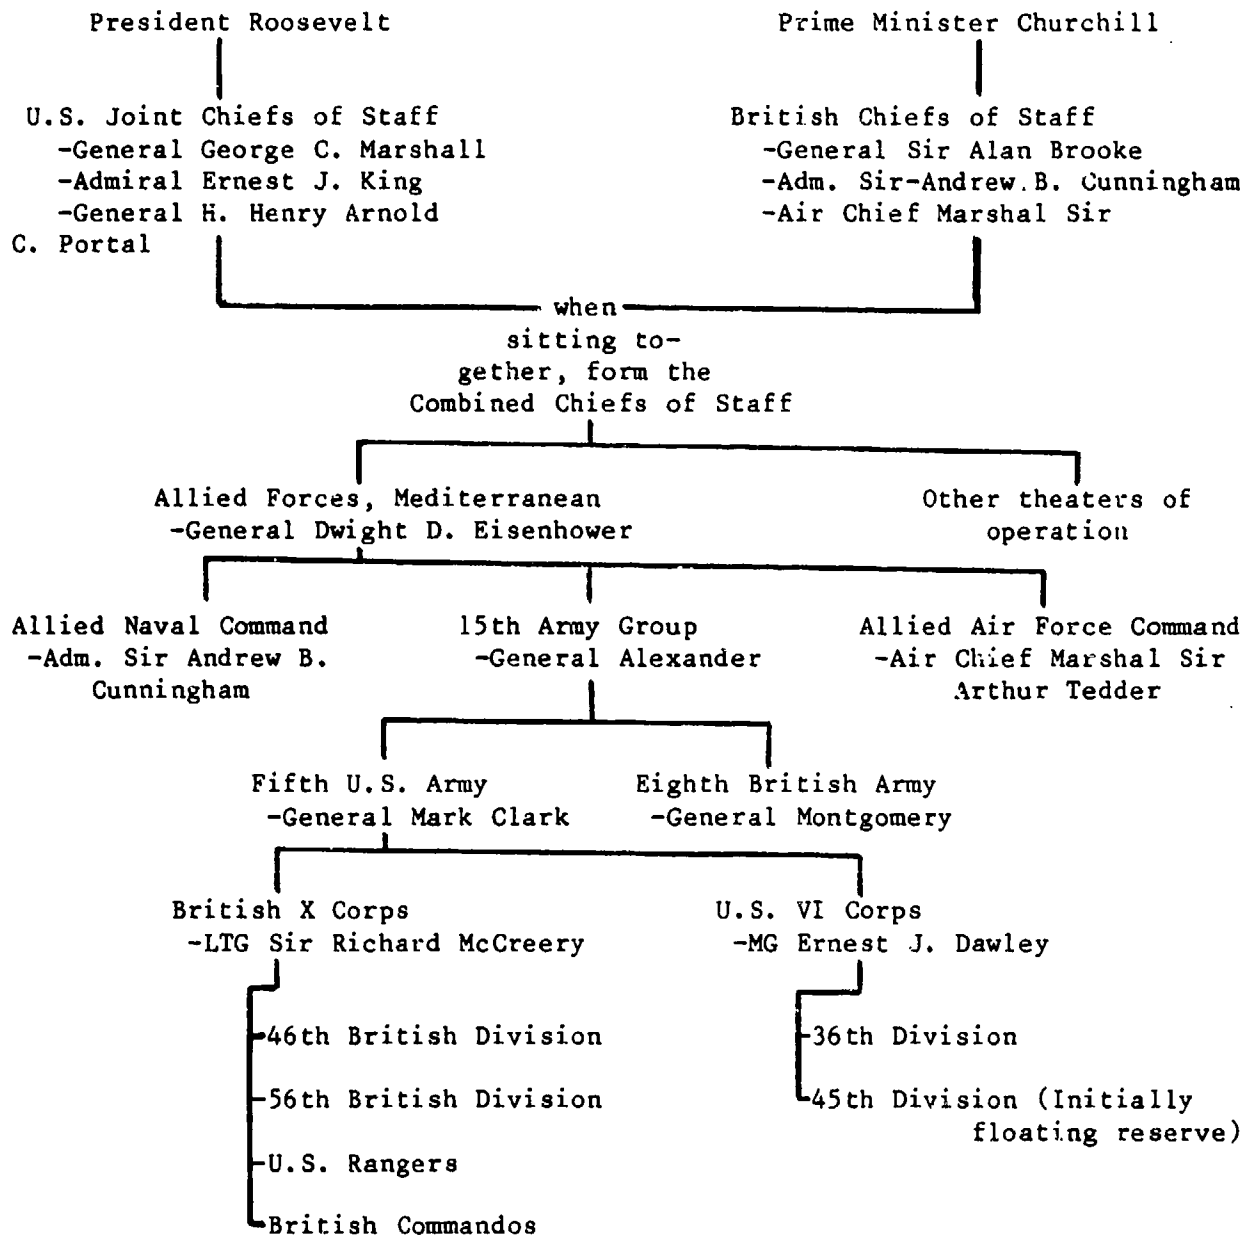 President Roosevelt
Prime Minister Churchill
U.S. Joint Chiefs of Staff
-General George C. Marshall
-Admiral Ernest J. King
-General H. Henry Arnold
C. Portal
British Chiefs of Staff
-General Sir Alan Brooke
-Adm. Sir-Andrew.B. Cunningham
-Air Chief Marshal Sir
when
sitting to-
gether, form the
Combined Chiefs of Staff
Allied Forces, Mediterranean
-General Dwight D. Eisenhower
Other theaters of
operation
Allied Naval Command
-Adm. Sir Andrew B.
Cunningham
15th Army Group
-General Alexander
Allied Air Force Command
-Air Chief Marshal Sir
Arthur Tedder
Fifth U.S. Army
-General Mark Clark
Eighth British Army
-General Montgomery
British X Corps
-LTG Sir Richard McCreery
U.S. VI Corps
-MG Ernest J. Dawley
-46th British Division
-56th British Division
-U.S. Rangers
-British Commandos
-36th Division
-45th Division (Initially
floating reserve)